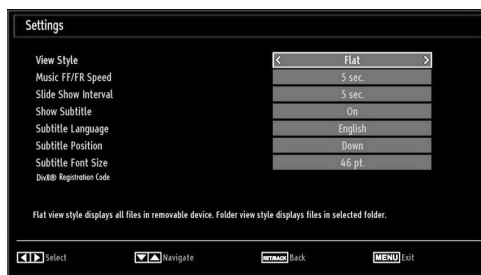 Settings
View Style < Flat >
Music FF/FR Speed 5 sec.
Slide Show Interval 5 sec.
Show Subtitle On
Subtitle Language English
Subtitle Position Down
Subtitle Font Size 46 pt.
DivX® Registration Code
Flat view style displays all files in removable device. Folder view style displays files in selected folder.
Select Navigate RET/BACK Back MENU Exit